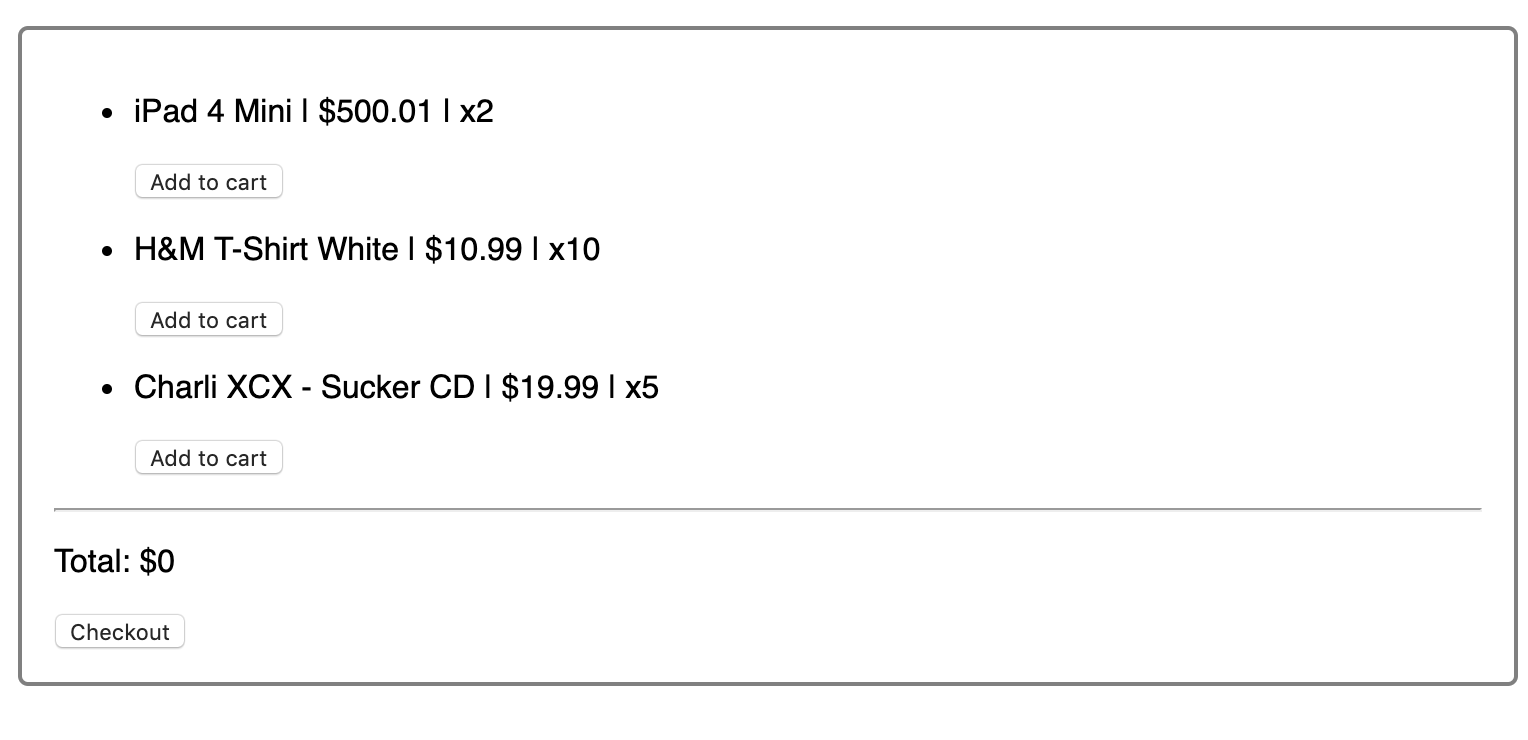 iPad 4 Mini | $500.01 | x2
Add to cart
H&M T-Shirt White | $10.99 | x10
Add to cart
Charli XCX - Sucker CD | $19.99 | x5
Add to cart
Total: $0
Checkout